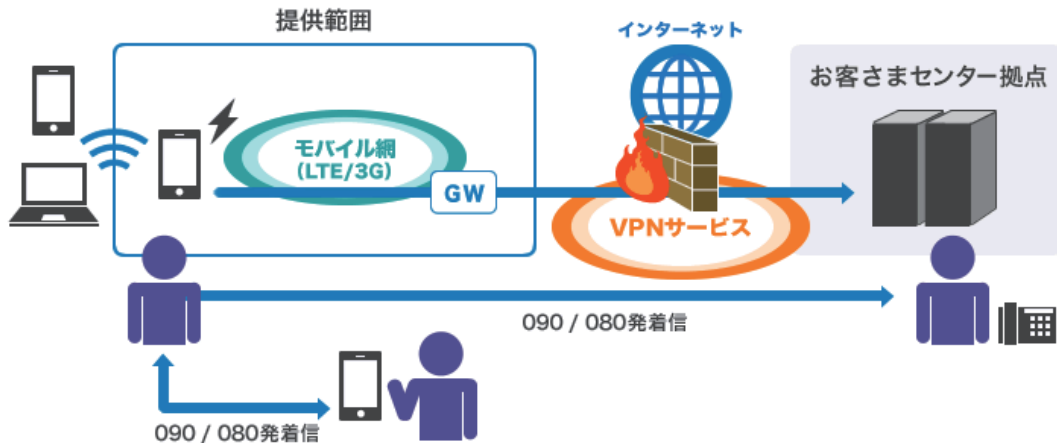 提供範囲
インターネット
お客さまセンター拠点
モバイル網
(LTE/3G)
GW
VPNサービス
090 / 080発着信
090 / 080発着信